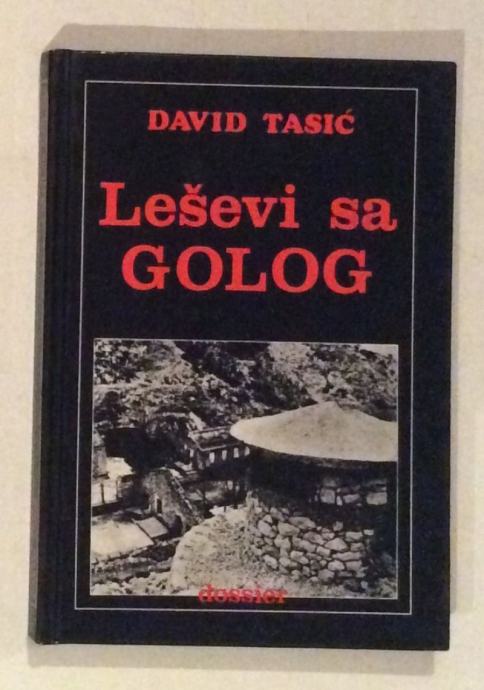 DAVID TASIĆ
Leševi sa
GOLOG
dossier